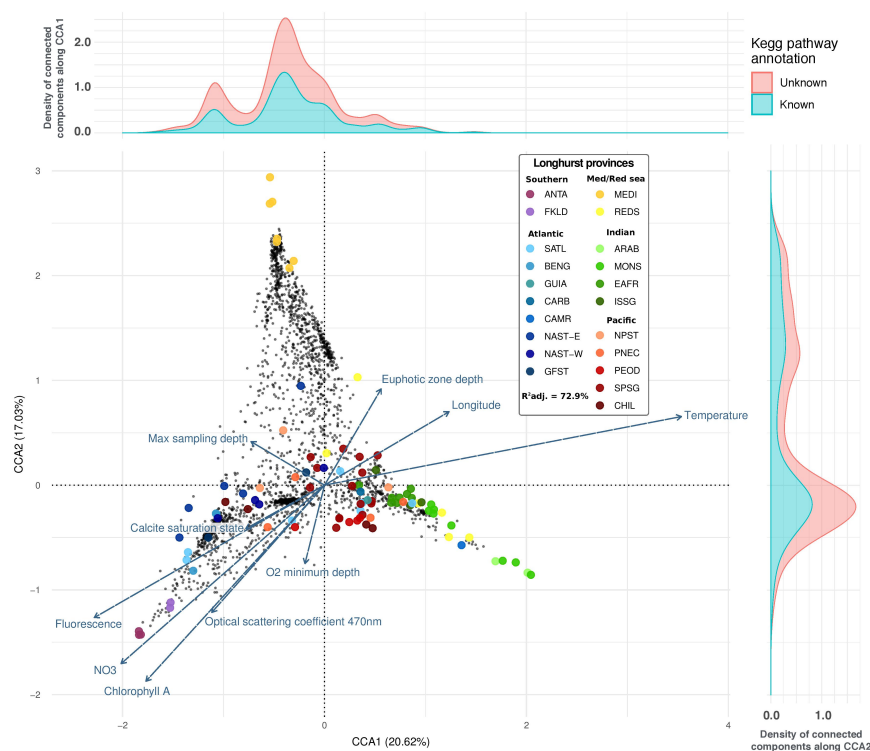 Density of connected
components along CCA1
2.0
1.0
0.0
Kegg pathway
annotation
Unknown
Known
Longhurst provinces
Southern
ANTA
FKLD
Atlantic
SATL
BENG
GUIA
CARB
CAMR
NAST-E
NAST-W
GFST
R²adj. = 72.9%
Med/Red sea
MEDI
REDS
Indian
ARAB
MONS
EAFR
ISSG
Pacific
NPST
PNEC
PEOD
SPSG
CHIL
CCA2 (17.03%)
3
2
1
0
−1
−2
Euphotic zone depth
Longitude
Temperature
Max sampling depth
Calcite saturation state
O2 minimum depth
Fluorescence
Optical scattering coefficient 470nm
NO3
Chlorophyll A
−2
0
2
4
CCA1 (20.62%)
0.0
1.0
Density of connected
components along CCA2